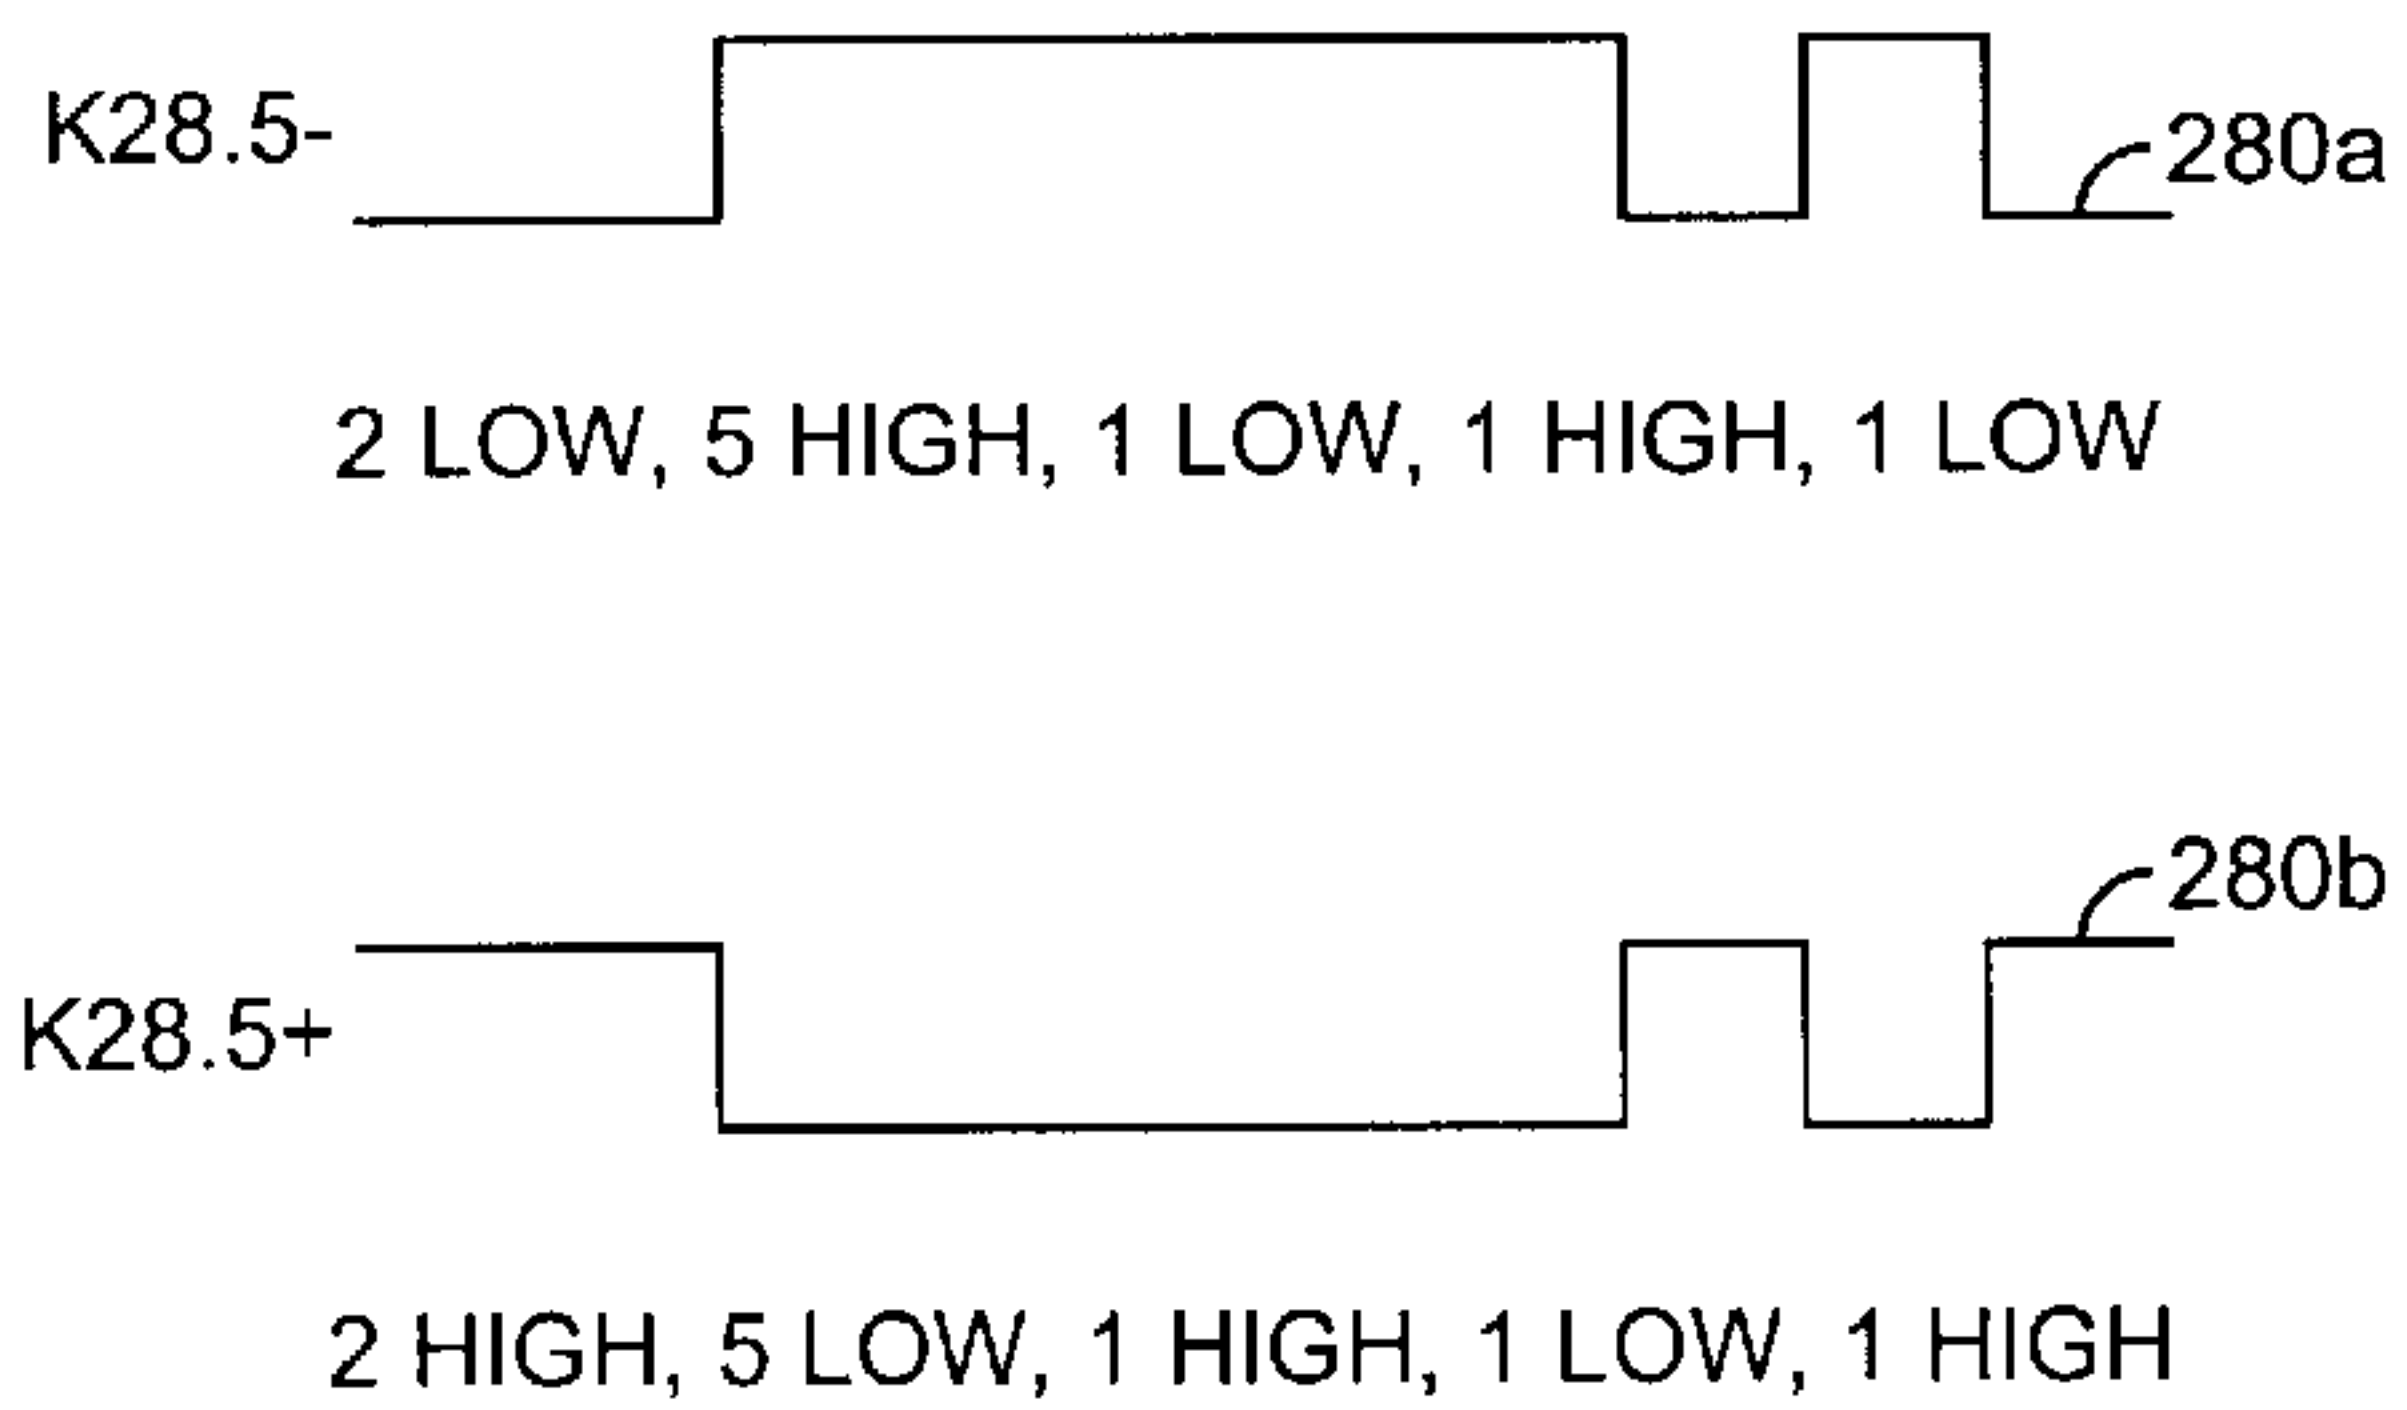 K28.5-
280a
2 LOW, 5 HIGH, 1 LOW, 1 HIGH, 1 LOW
280b
K28.5+
2 HIGH, 5 LOW, 1 HIGH, 1 LOW, 1 HIGH